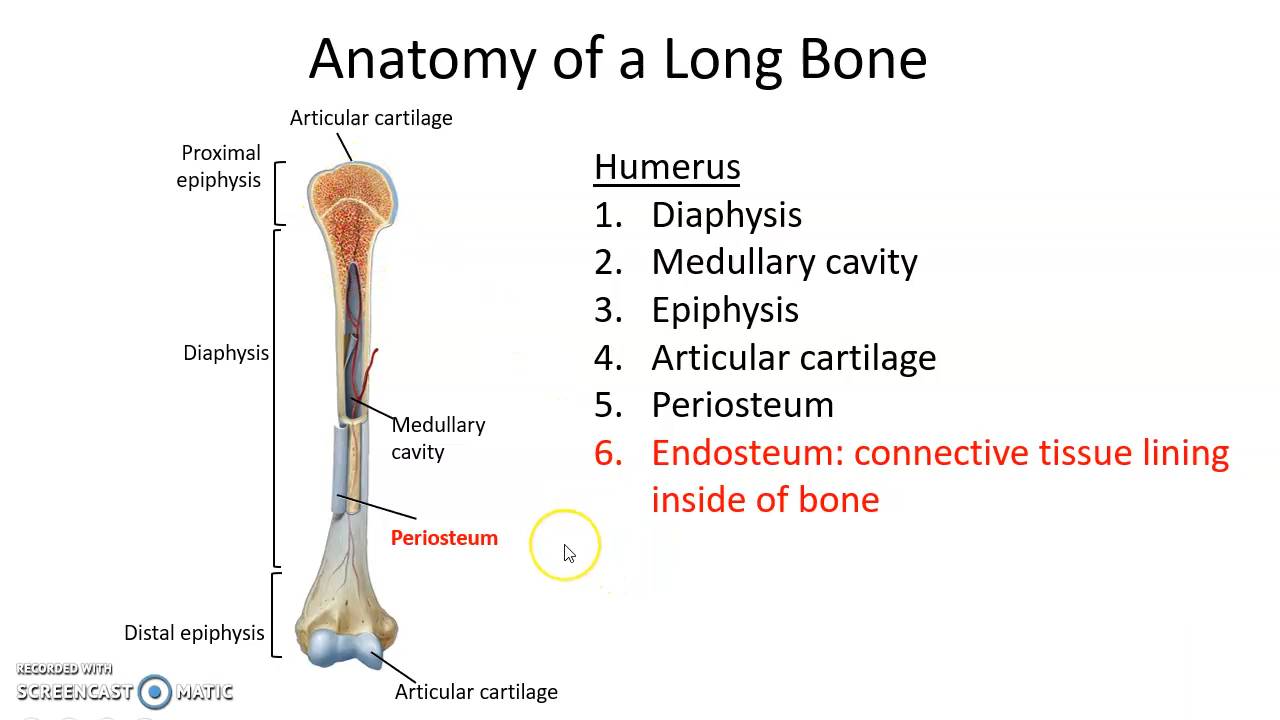 Anatomy of a Long Bone
Articular cartilage
Proximal
epiphysis
Diaphysis
Medullary
cavity
Periosteum
Distal epiphysis
Articular cartilage
Humerus
1. Diaphysis
2. Medullary cavity
3. Epiphysis
4. Articular cartilage
5. Periosteum
6. Endosteum: connective tissue lining
inside of bone
RECORDED WITH
SCREENCAST MATIC